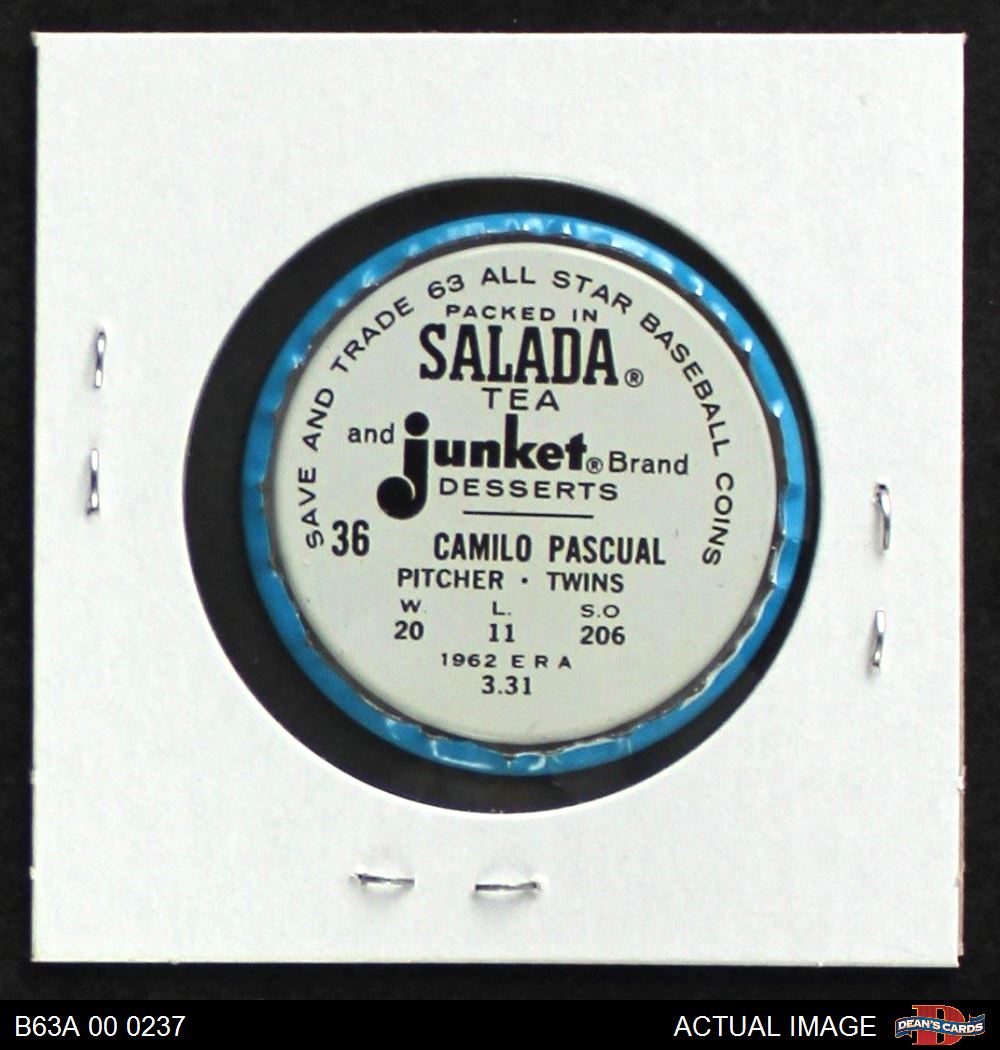 SAVE AND TRADE 63 ALL STAR BASEBALL COINS
PACKED IN
SALADA®
TEA
and junket® Brand
DESSERTS
36 CAMILO PASCUAL
PITCHER · TWINS
W. L. S.O
20 11 206
1962 ERA
3.31
B63A 00 0237 ACTUAL IMAGE DEAN'S CARDS